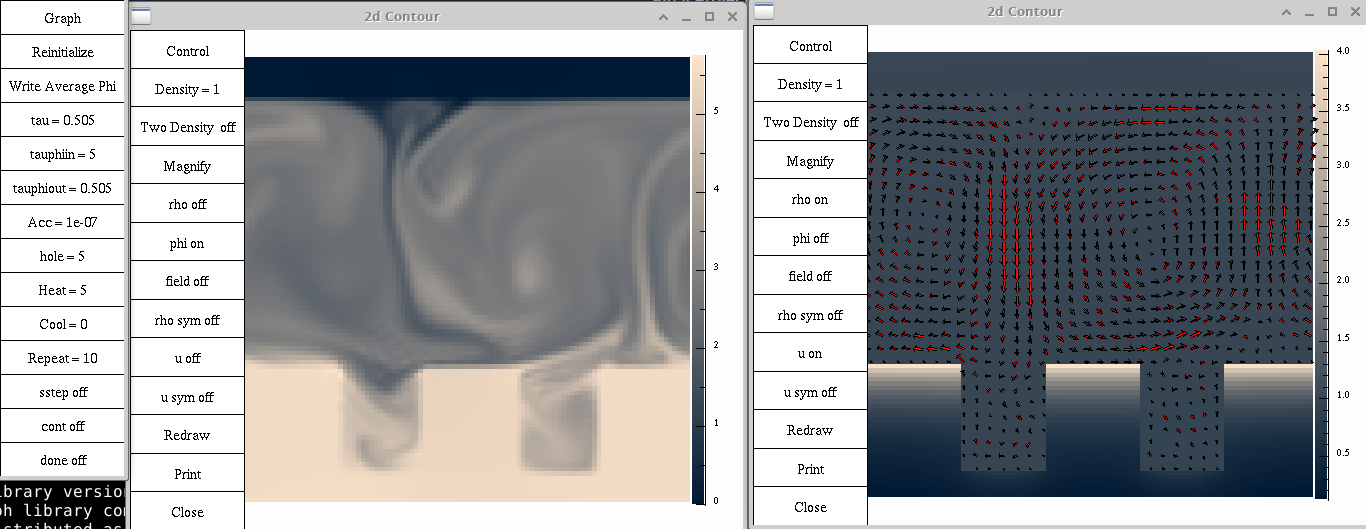 Graph
Reinitialize
Write Average Phi
tau = 0.505
tauphiin = 5
tauphiout = 0.505
Acc = 1e-07
hole = 5
Heat = 5
Cool = 0
Repeat = 10
sstep off
cont off
done off
ibrary versio
ph library co
stributed as
2d Contour
Control
Density = 1
Two Density off
Magnify
rho off
phi on
field off
rho sym off
u off
u sym off
Redraw
Print
Close
5
4
3
2
1
0
2d Contour
Control
Density = 1
Two Density off
Magnify
rho on
phi off
field off
rho sym off
u on
u sym off
Redraw
Print
Close
4.0
3.5
3.0
2.5
2.0
1.5
1.0
0.5